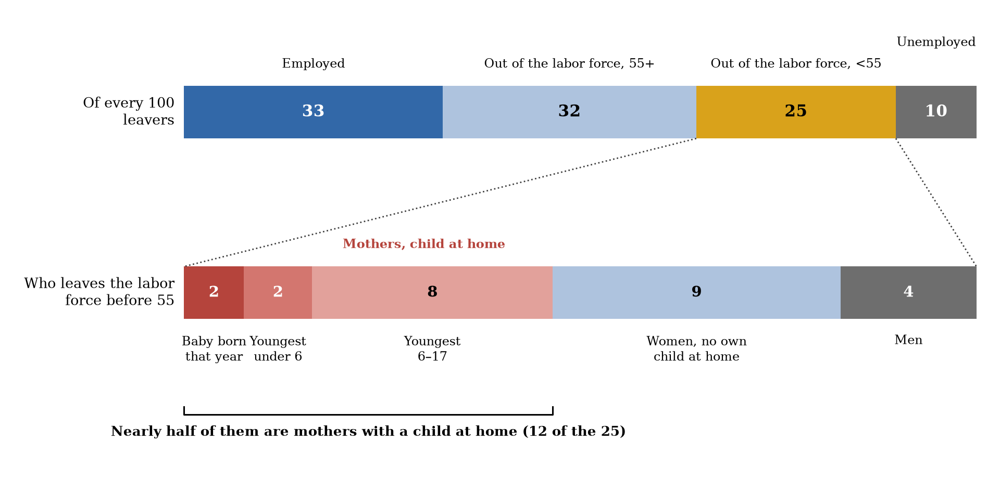 Unemployed
Employed
Out of the labor force, 55+
Out of the labor force, <55
Of every 100
leavers
33
32
25
10
Mothers, child at home
Who leaves the labor
force before 55
2
2
8
9
4
Baby born
that year
Youngest
under 6
Youngest
6–17
Women, no own
child at home
Men
Nearly half of them are mothers with a child at home (12 of the 25)